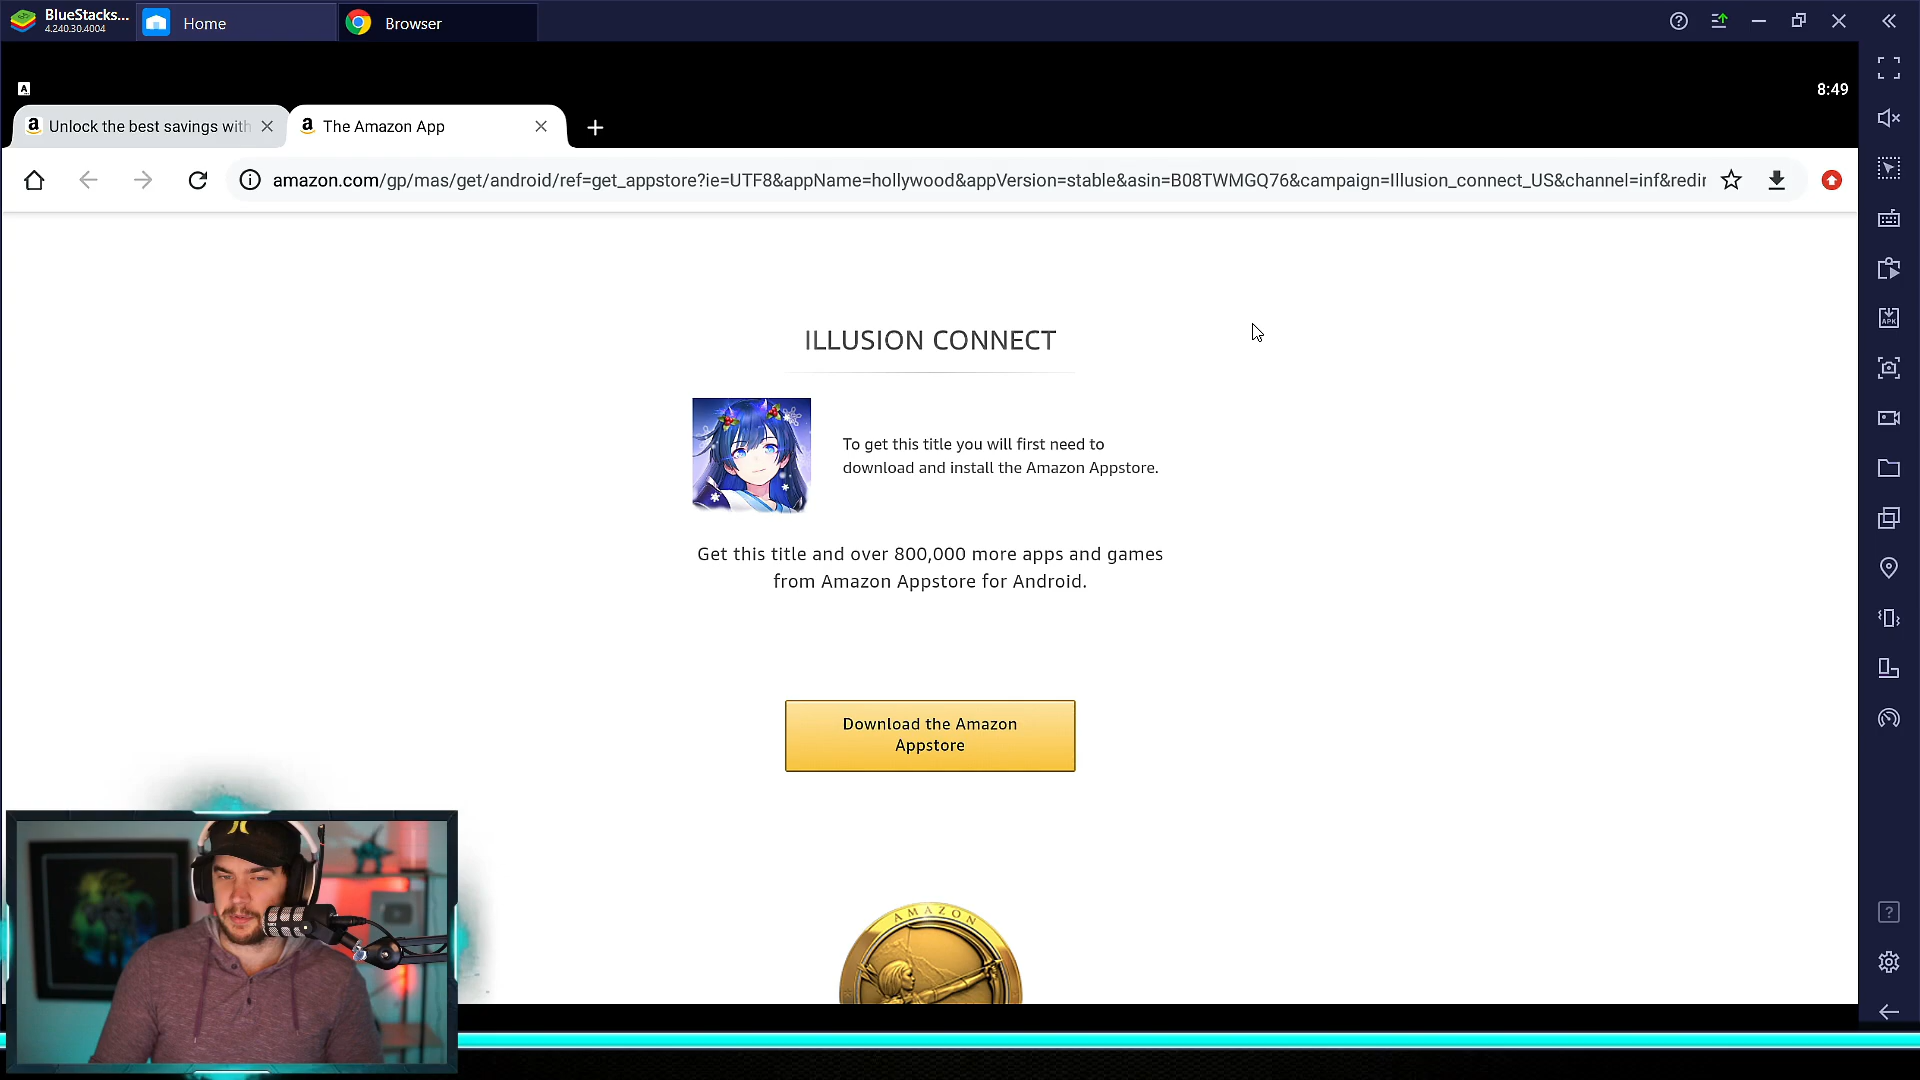 BlueStacks...
4.240.30.4004
Home
Browser
8:49
Unlock the best savings with
The Amazon App
amazon.com/gp/mas/get/android/ref=get_appstore?ie=UTF8&appName=hollywood&appVersion=stable&asin=B08TWMGQ76&campaign=Illusion_connect_US&channel=inf&redir
ILLUSION CONNECT
To get this title you will first need to
download and install the Amazon Appstore.
Get this title and over 800,000 more apps and games
from Amazon Appstore for Android.
Download the Amazon
Appstore
AMAZON
APK